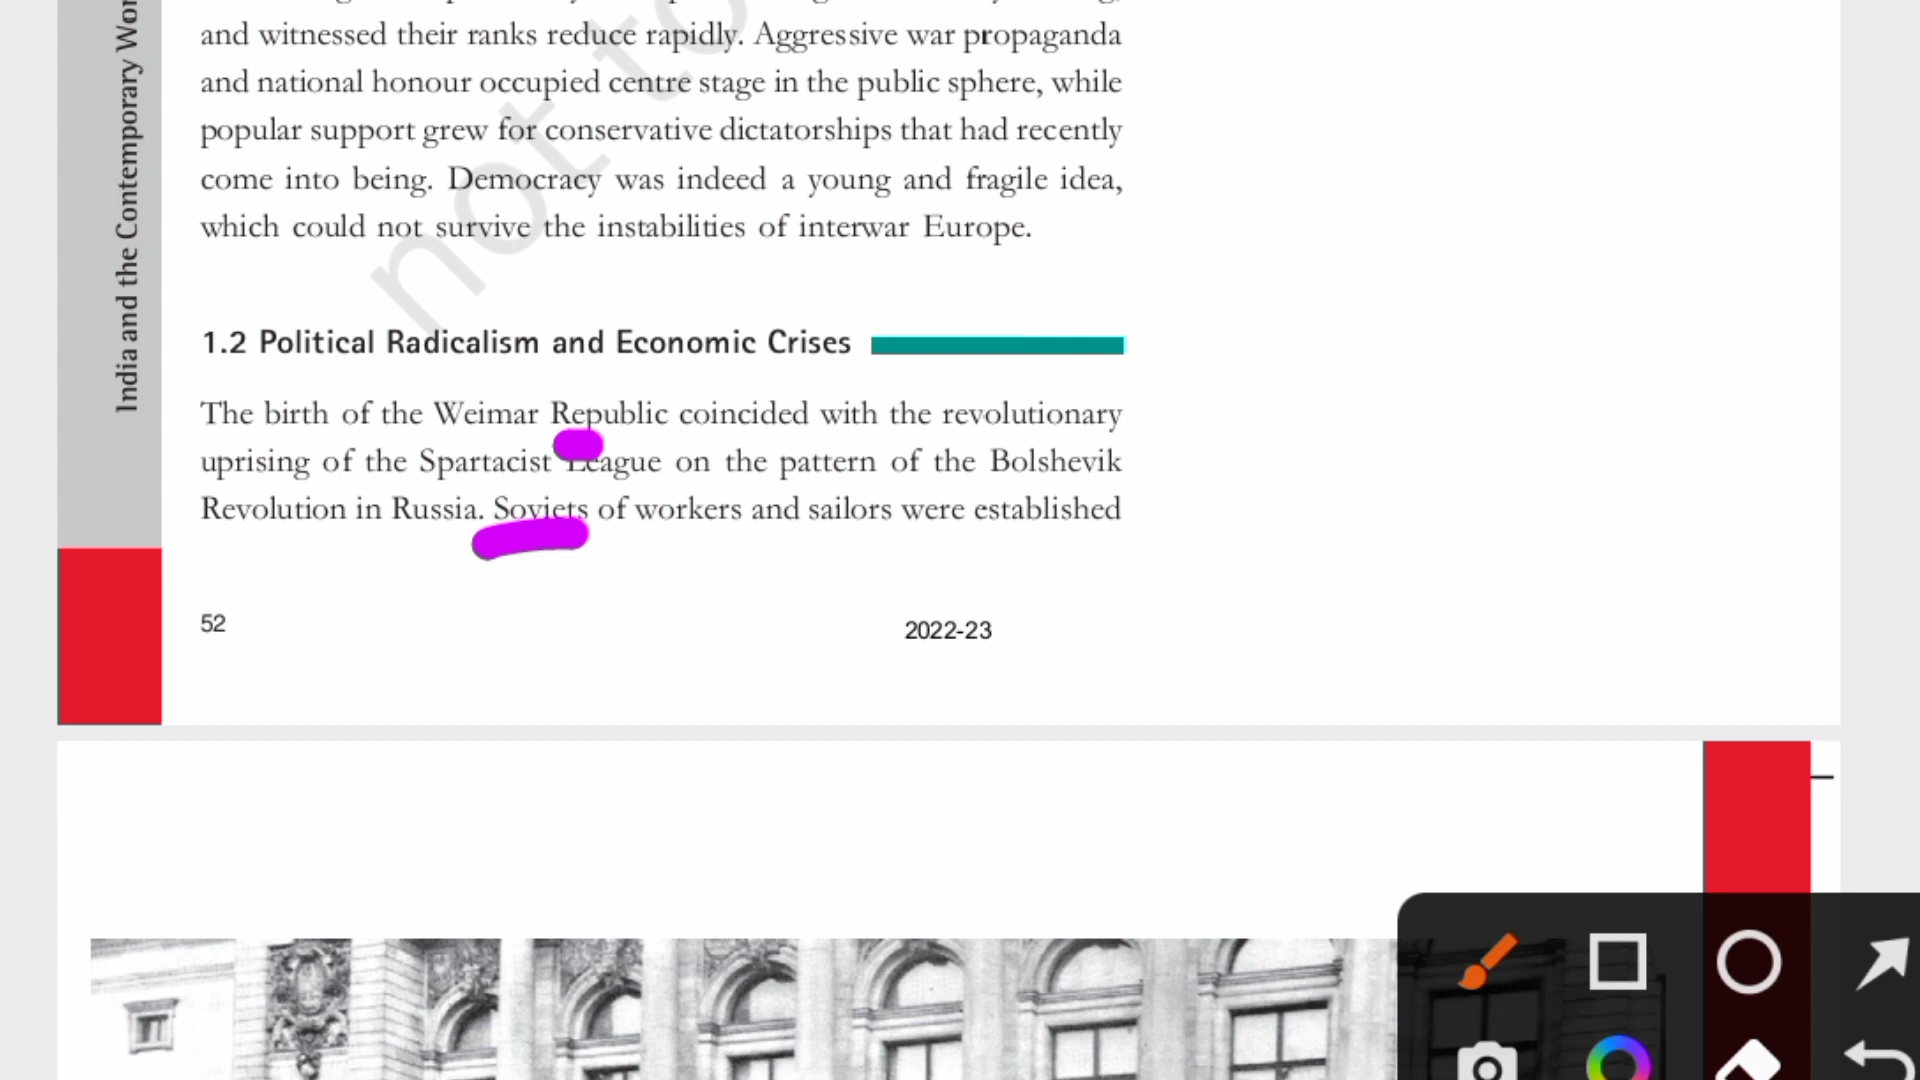 and witnessed their ranks reduce rapidly. Aggressive war propaganda
and national honour occupied centre stage in the public sphere, while
popular support grew for conservative dictatorships that had recently
come into being. Democracy was indeed a young and fragile idea,
which could not survive the instabilities of interwar Europe.
1.2 Political Radicalism and Economic Crises
The birth of the Weimar Republic coincided with the revolutionary
uprising of the Spartacist League on the pattern of the Bolshevik
Revolution in Russia. Soviets of workers and sailors were established
52
2022-23
India and the Contemporary
not to